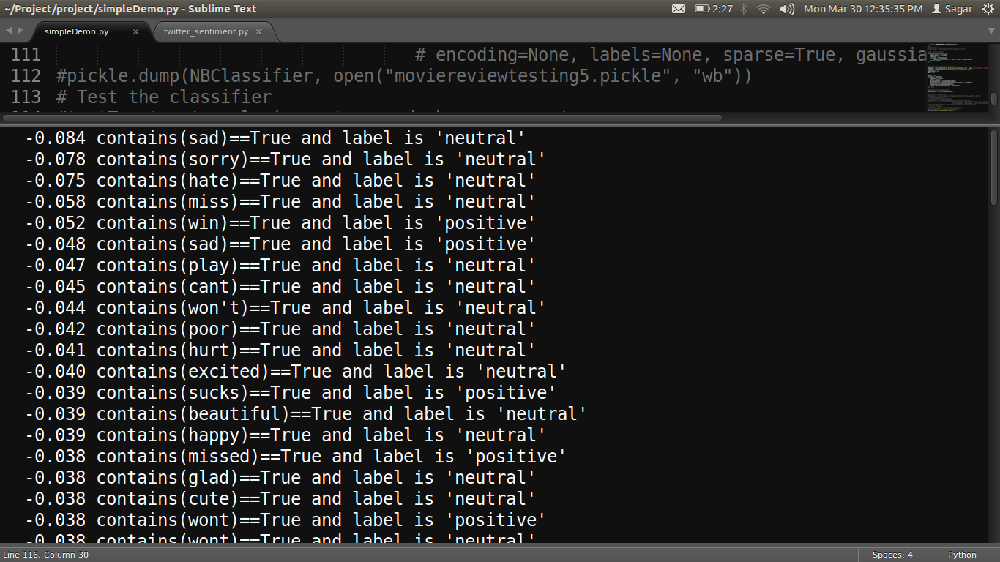 ~/Project/project/simpleDemo.py - Sublime Text
2:27
Mon Mar 30 12:35:35 PM
Sagar
simpleDemo.py × twitter_sentiment.py ×
111 # encoding=None, labels=None, sparse=True, gaussia
112 #pickle.dump(NBClassifier, open("moviereviewtesting5.pickle", "wb"))
113 # Test the classifier
-0.084 contains(sad)==True and label is 'neutral'
-0.078 contains(sorry)==True and label is 'neutral'
-0.075 contains(hate)==True and label is 'neutral'
-0.058 contains(miss)==True and label is 'neutral'
-0.052 contains(win)==True and label is 'positive'
-0.048 contains(sad)==True and label is 'positive'
-0.047 contains(play)==True and label is 'neutral'
-0.045 contains(cant)==True and label is 'neutral'
-0.044 contains(won't)==True and label is 'neutral'
-0.042 contains(poor)==True and label is 'neutral'
-0.041 contains(hurt)==True and label is 'neutral'
-0.040 contains(excited)==True and label is 'neutral'
-0.039 contains(sucks)==True and label is 'positive'
-0.039 contains(beautiful)==True and label is 'neutral'
-0.039 contains(happy)==True and label is 'neutral'
-0.038 contains(missed)==True and label is 'positive'
-0.038 contains(glad)==True and label is 'neutral'
-0.038 contains(cute)==True and label is 'neutral'
-0.038 contains(wont)==True and label is 'positive'
-0.038 contains(wont)==True and label is 'neutral'
Line 116, Column 30
Spaces: 4
Python